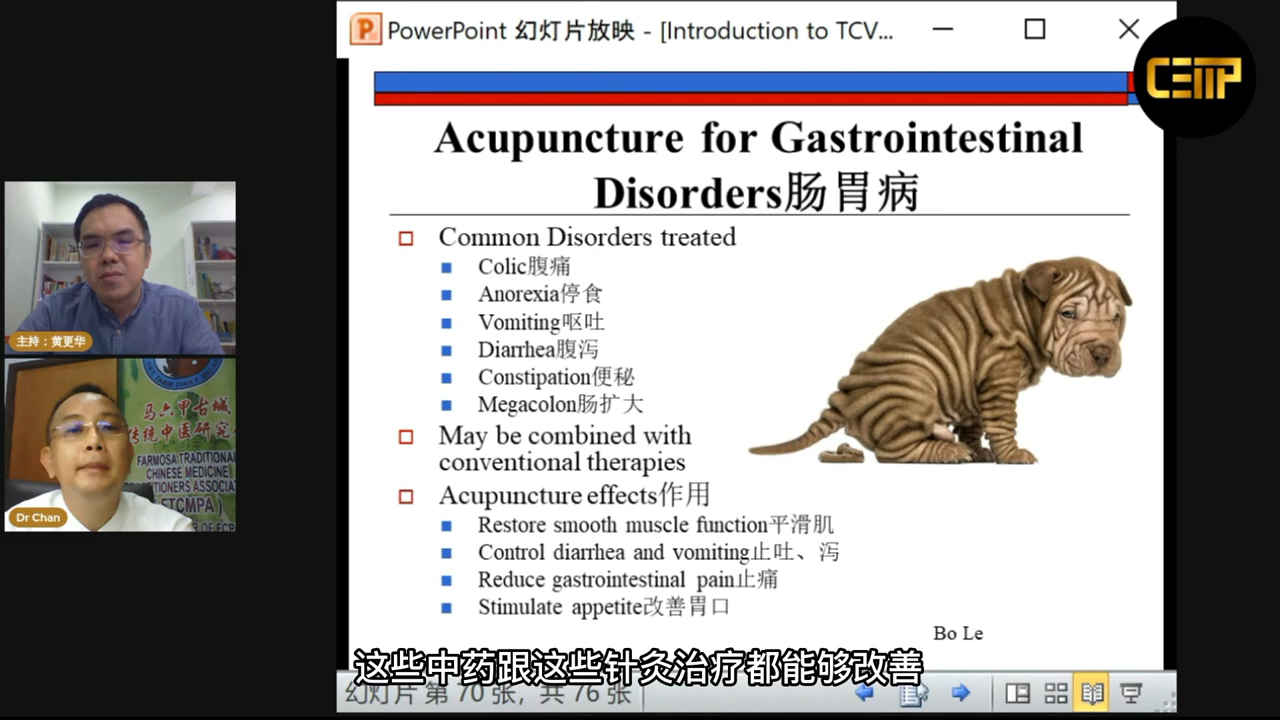 PowerPoint 幻灯片放映 - [Introduction to TCV...
CEMP
Acupuncture for Gastrointestinal
Disorders肠胃病
Common Disorders treated
Colic腹痛
Anorexia停食
Vomiting呕吐
Diarrhea腹泻
Constipation便秘
Megacolon肠扩大
May be combined with
conventional therapies
Acupuncture effects作用
Restore smooth muscle function平滑肌
Control diarrhea and vomiting止吐、泻
Reduce gastrointestinal pain止痛
Stimulate appetite改善胃口
Bo Le
主持：黄更华
马六甲古城
传统中医研究
FARMOSA TRADITIONAL
CHINESE MEDICINE
Dr Chan
这些中药跟这些针灸治疗都能够改善
幻灯片 第 70 张，共 76 张